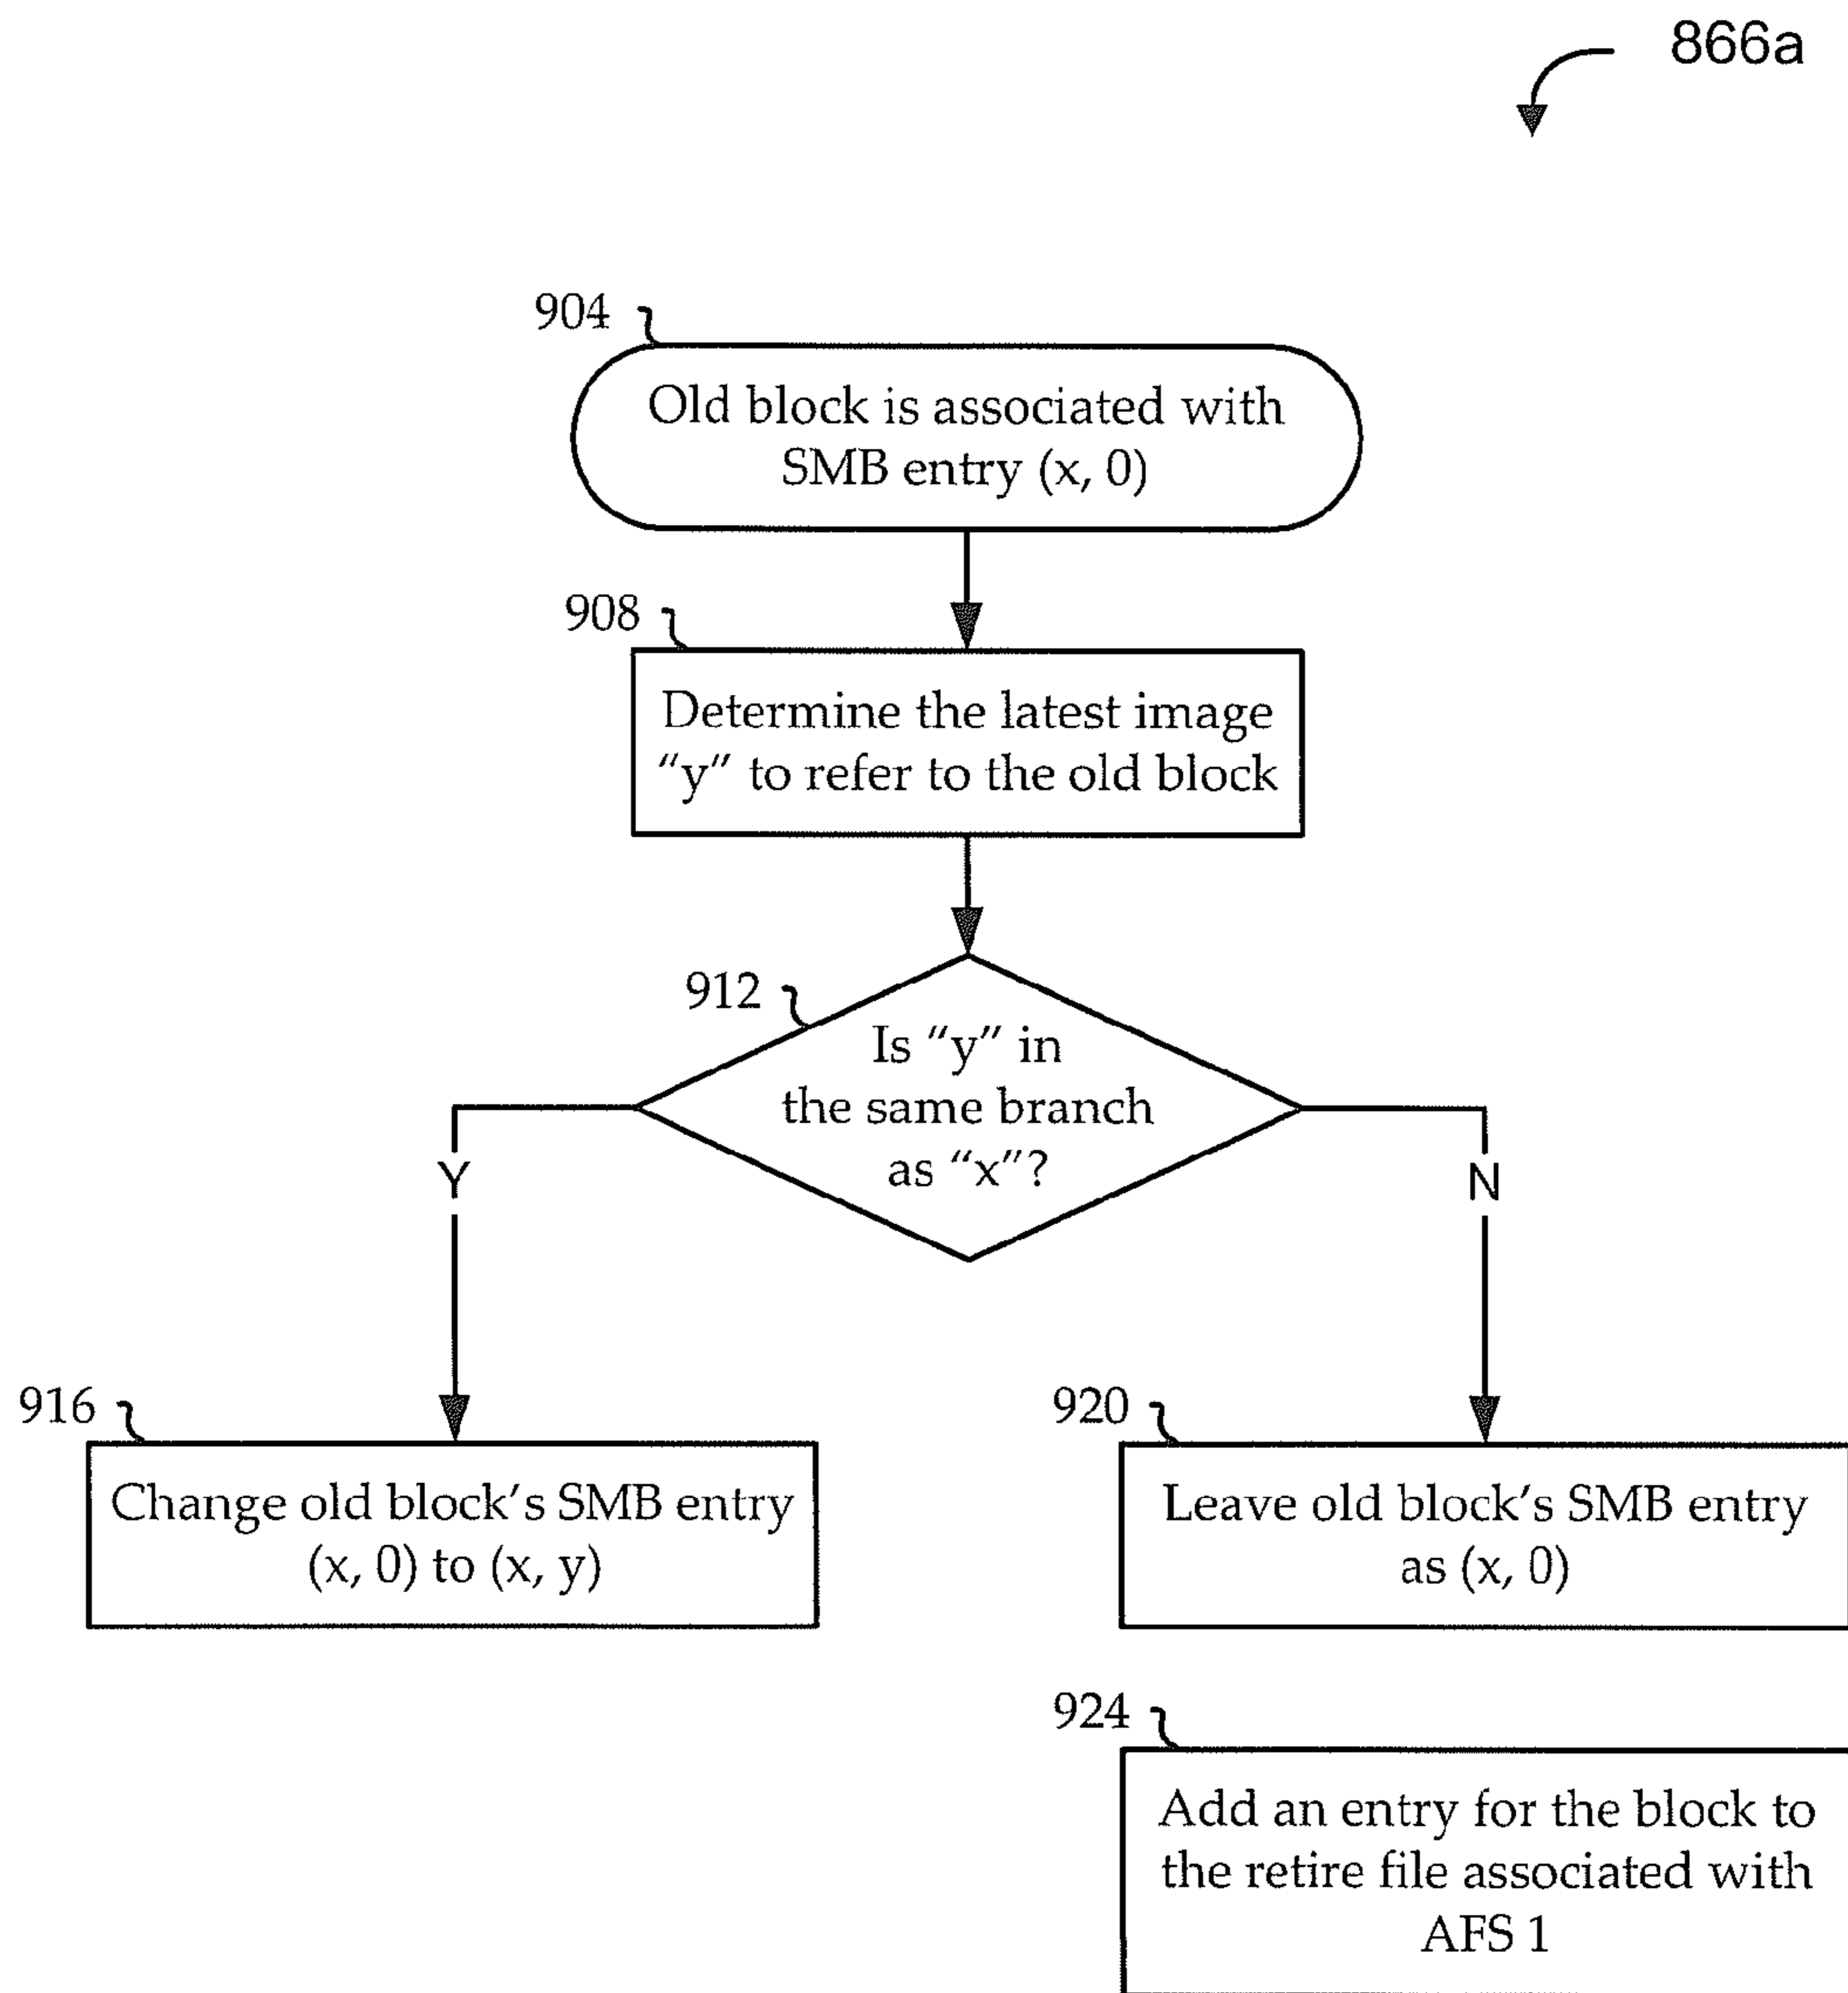 866a
904
Old block is associated with
SMB entry (x, 0)
908
Determine the latest image
“y” to refer to the old block
912
Is “y” in
the same branch
as “x”?
Y
N
916
Change old block's SMB entry
(x, 0) to (x, y)
920
Leave old block's SMB entry
as (x, 0)
924
Add an entry for the block to
the retire file associated with
AFS 1